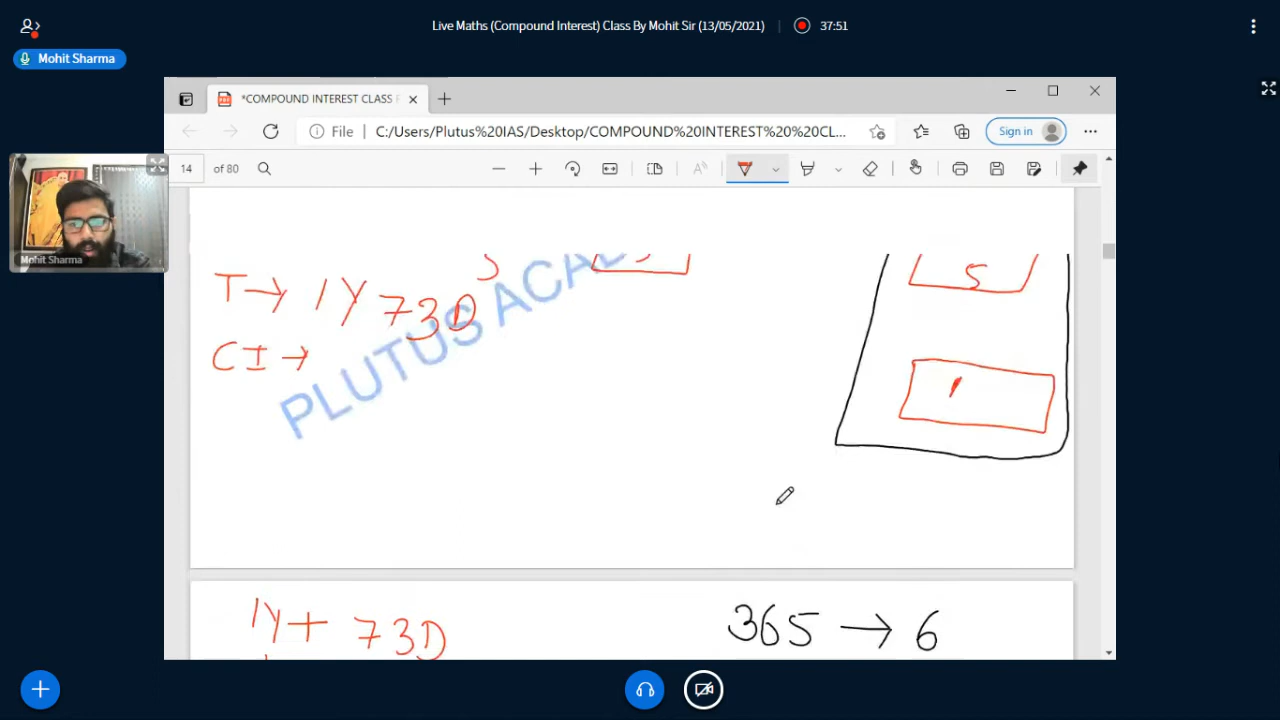 Live Maths (Compound Interest) Class By Mohit Sir (13/05/2021)
37:51
Mohit Sharma
*COMPOUND INTEREST CLASS
File
C:/Users/Plutus%20IAS/Desktop/COMPOUND%20INTEREST%20%20CL...
Sign in
14 of 80
Mohit Sharma
T→ 1Y 73D
5
CI →
PLUTUS ACA
1Y + 73D
365 → 6